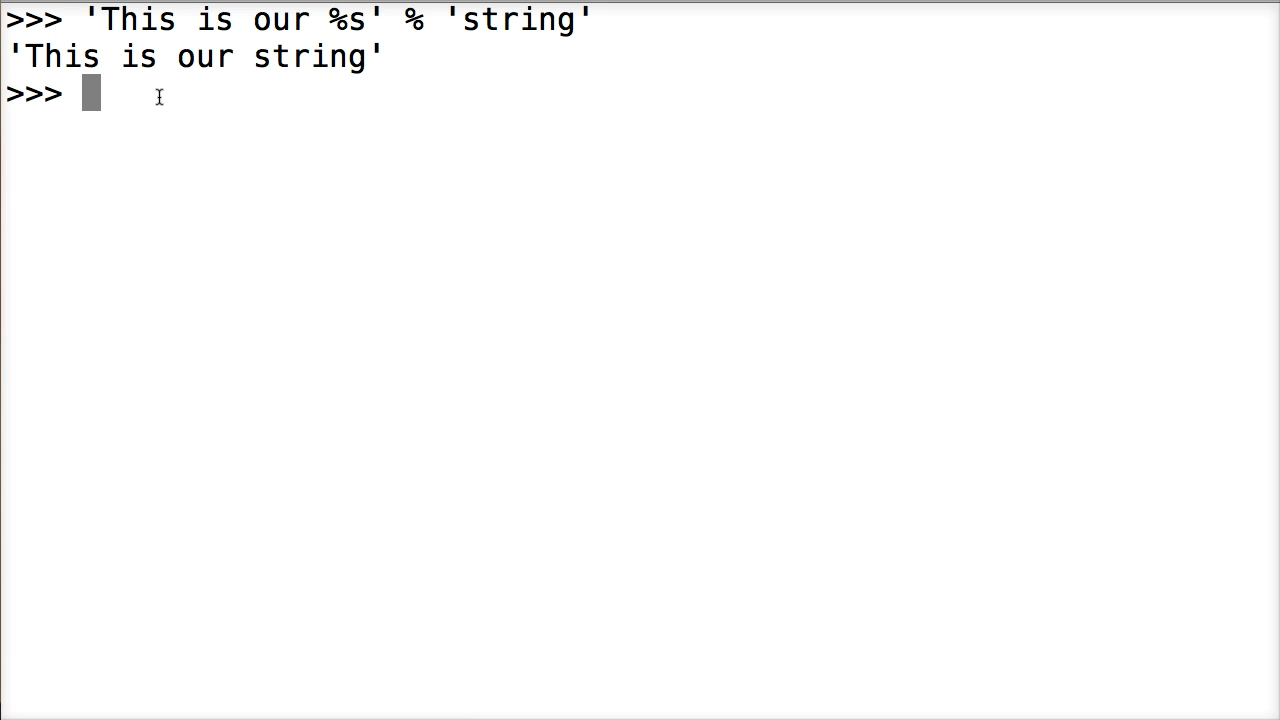 >>> 'This is our %s' % 'string'
'This is our string'
>>>